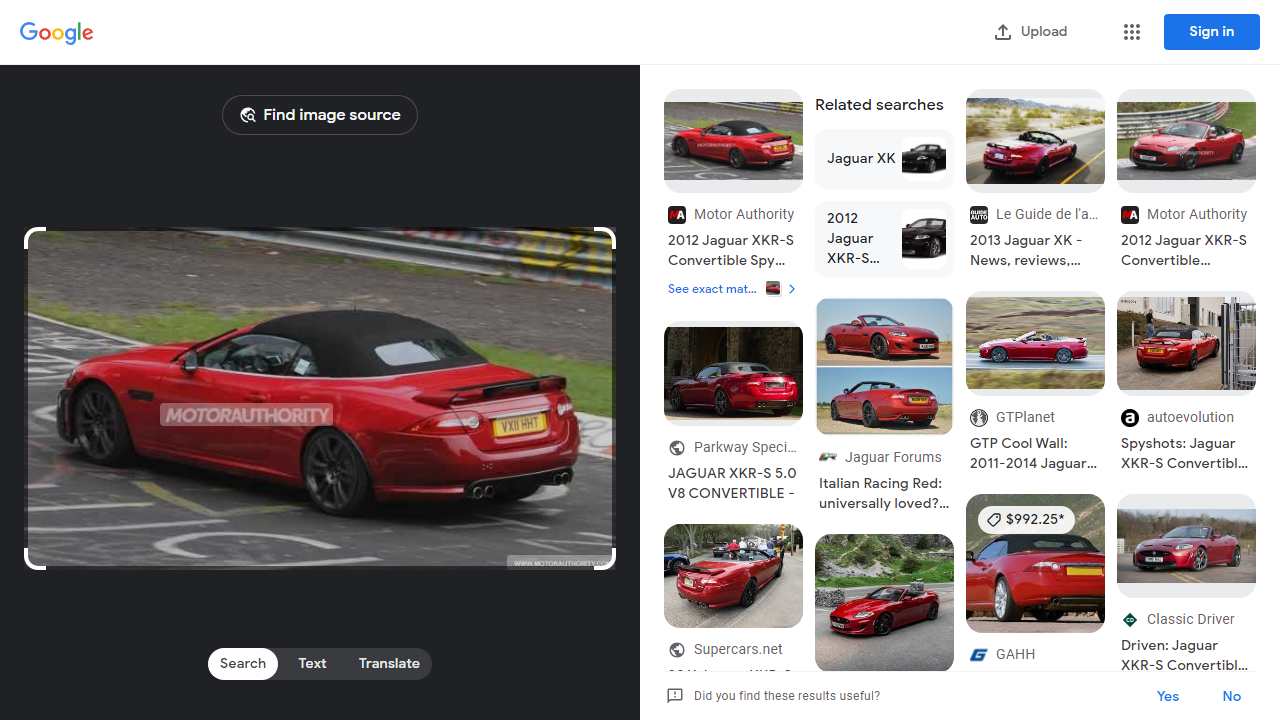 Google
Upload
Sign in
Find image source
MOTORAUTHORITY
VX11 HHT
WWW.MOTORAUTHORITY.CO
Search
Text
Translate
Motor Authority
2012 Jaguar XKR-S
Convertible Spy...
See exact mat...
Parkway Speci...
JAGUAR XKR-S 5.0
V8 CONVERTIBLE -
Supercars.net
Related searches
Jaguar XK
2012
Jaguar
XKR-S...
Jaguar Forums
Italian Racing Red:
universally loved?...
Le Guide de l'a...
2013 Jaguar XK -
News, reviews,...
GTPlanet
GTP Cool Wall:
2011-2014 Jaguar...
$992.25*
GAHH
Motor Authority
2012 Jaguar XKR-S
Convertible...
autoevolution
Spyshots: Jaguar
XKR-S Convertibl...
Classic Driver
Driven: Jaguar
XKR-S Convertibl...
Did you find these results useful?
Yes
No